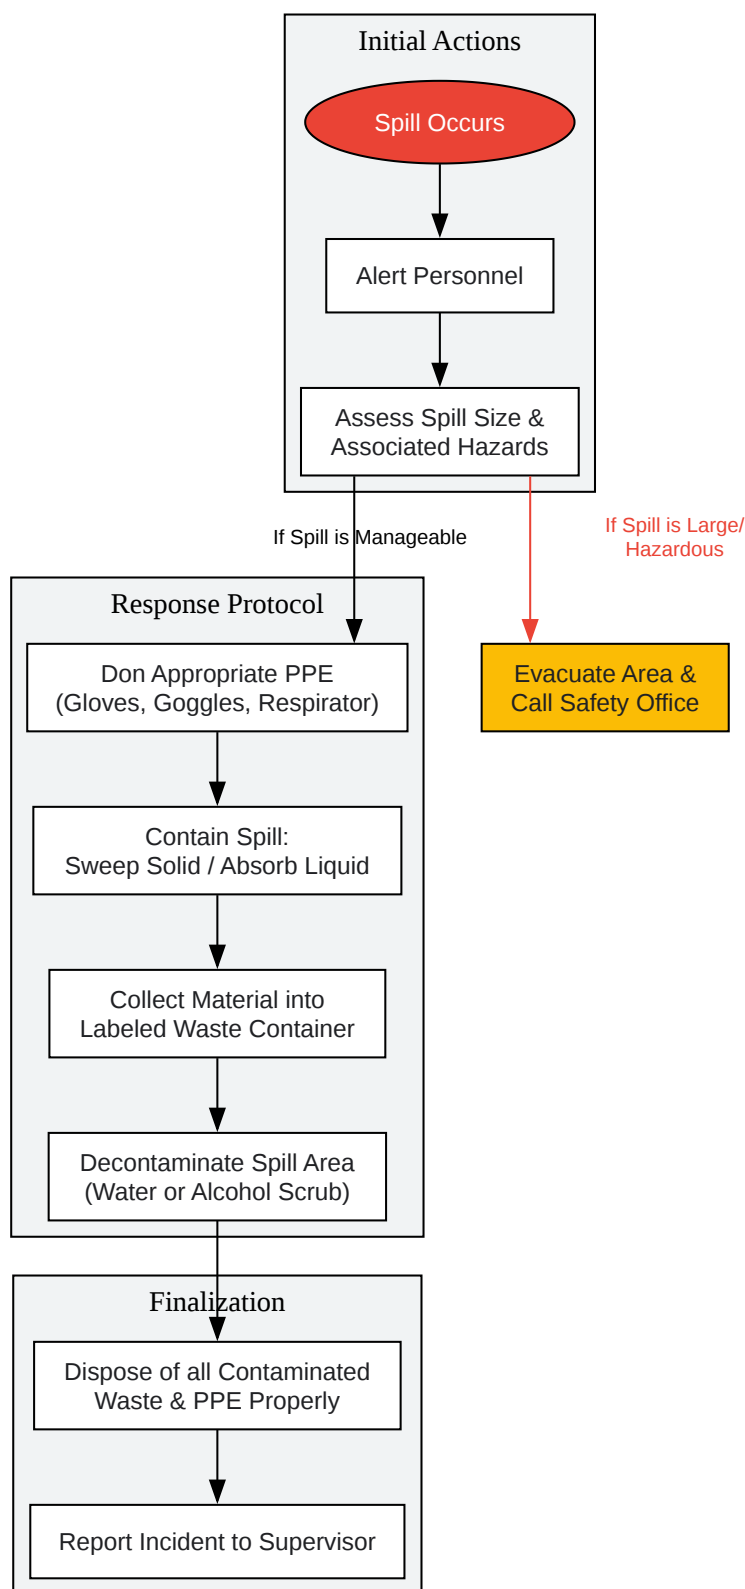 Initial Actions
Spill Occurs
Alert Personnel
Assess Spill Size &
Associated Hazards
If Spill is Manageable
If Spill is Large/
Hazardous
Response Protocol
Don Appropriate PPE
(Gloves, Goggles, Respirator)
Evacuate Area &
Call Safety Office
Contain Spill:
Sweep Solid / Absorb Liquid
Collect Material into
Labeled Waste Container
Decontaminate Spill Area
(Water or Alcohol Scrub)
Finalization
Dispose of all Contaminated
Waste & PPE Properly
Report Incident to Supervisor